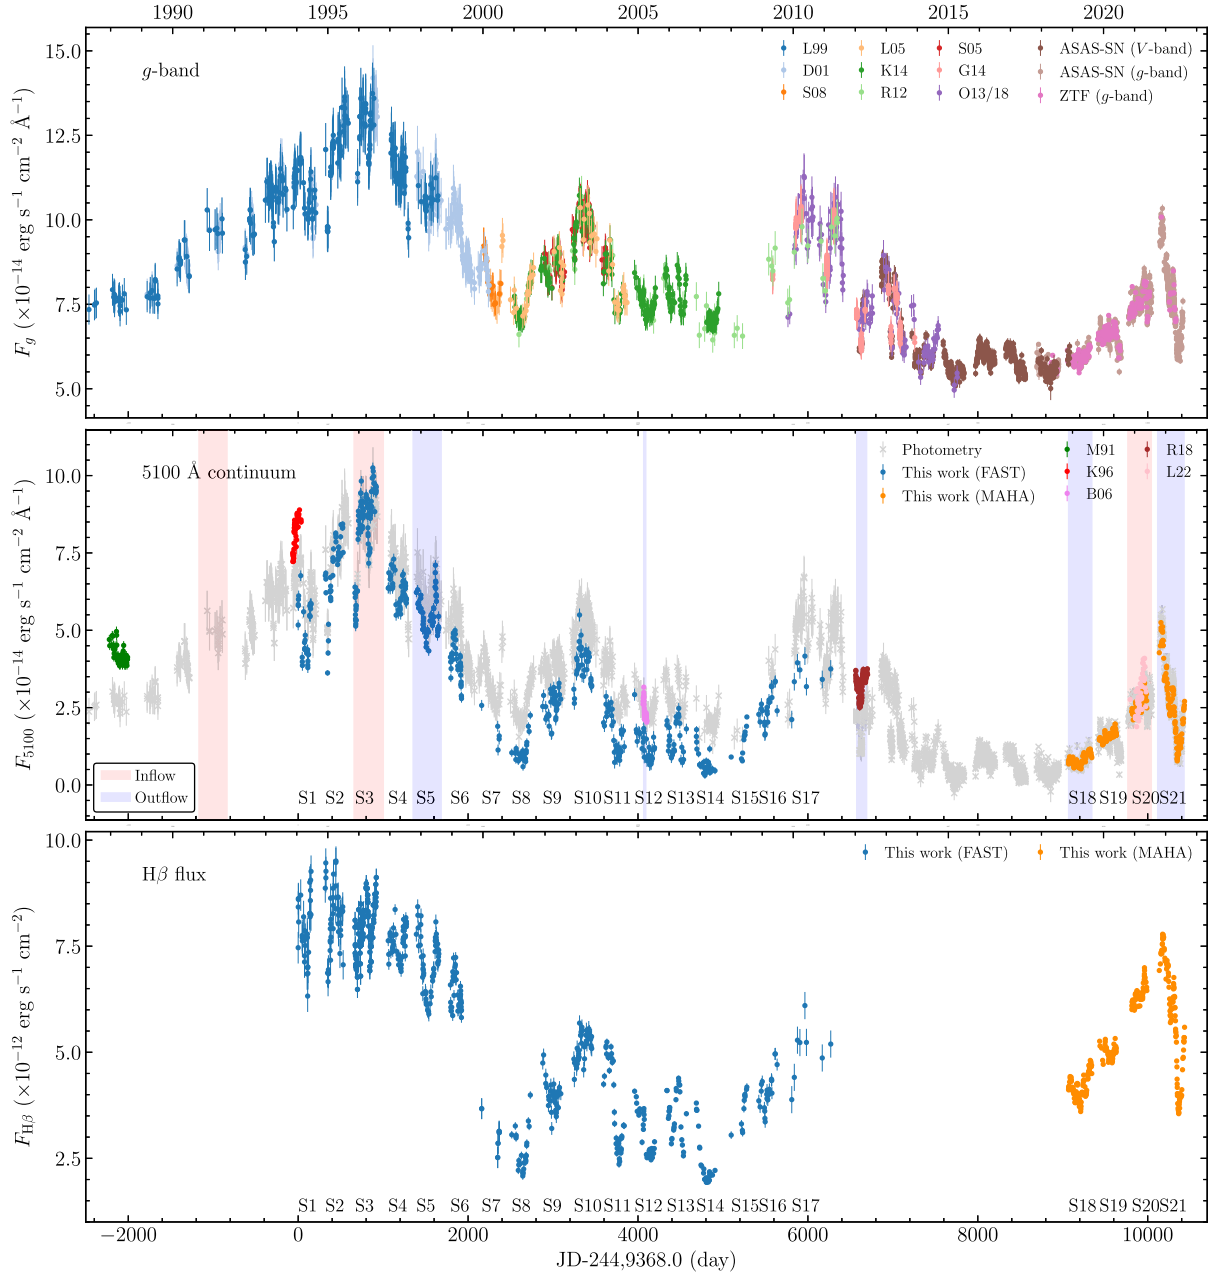 1990 1995 2000 2005 2010 2015 2020
g-band
L99 L05 S05 ASAS-SN (V-band)
D01 K14 G14 ASAS-SN (g-band)
S08 R12 O13/18 ZTF (g-band)
15.0
12.5
10.0
7.5
5.0
F_g (×10⁻¹⁴ erg s⁻¹ cm⁻² Å⁻¹)
5100 Å continuum
Photometry M91 R18
This work (FAST) K96 L22
This work (MAHA) B06
10.0
7.5
5.0
2.5
0.0
F₅₁₀₀ (×10⁻¹⁴ erg s⁻¹ cm⁻² Å⁻¹)
Inflow
Outflow
S1 S2 S3 S4 S5 S6 S7 S8 S9 S10 S11 S12 S13 S14 S15 S16 S17 S18 S19 S20 S21
Hβ flux
This work (FAST) This work (MAHA)
10.0
7.5
5.0
2.5
F_Hβ (×10⁻¹² erg s⁻¹ cm⁻²)
S1 S2 S3 S4 S5 S6 S7 S8 S9 S10 S11 S12 S13 S14 S15 S16 S17 S18 S19 S20 S21
−2000 0 2000 4000 6000 8000 10000
JD-244,9368.0 (day)